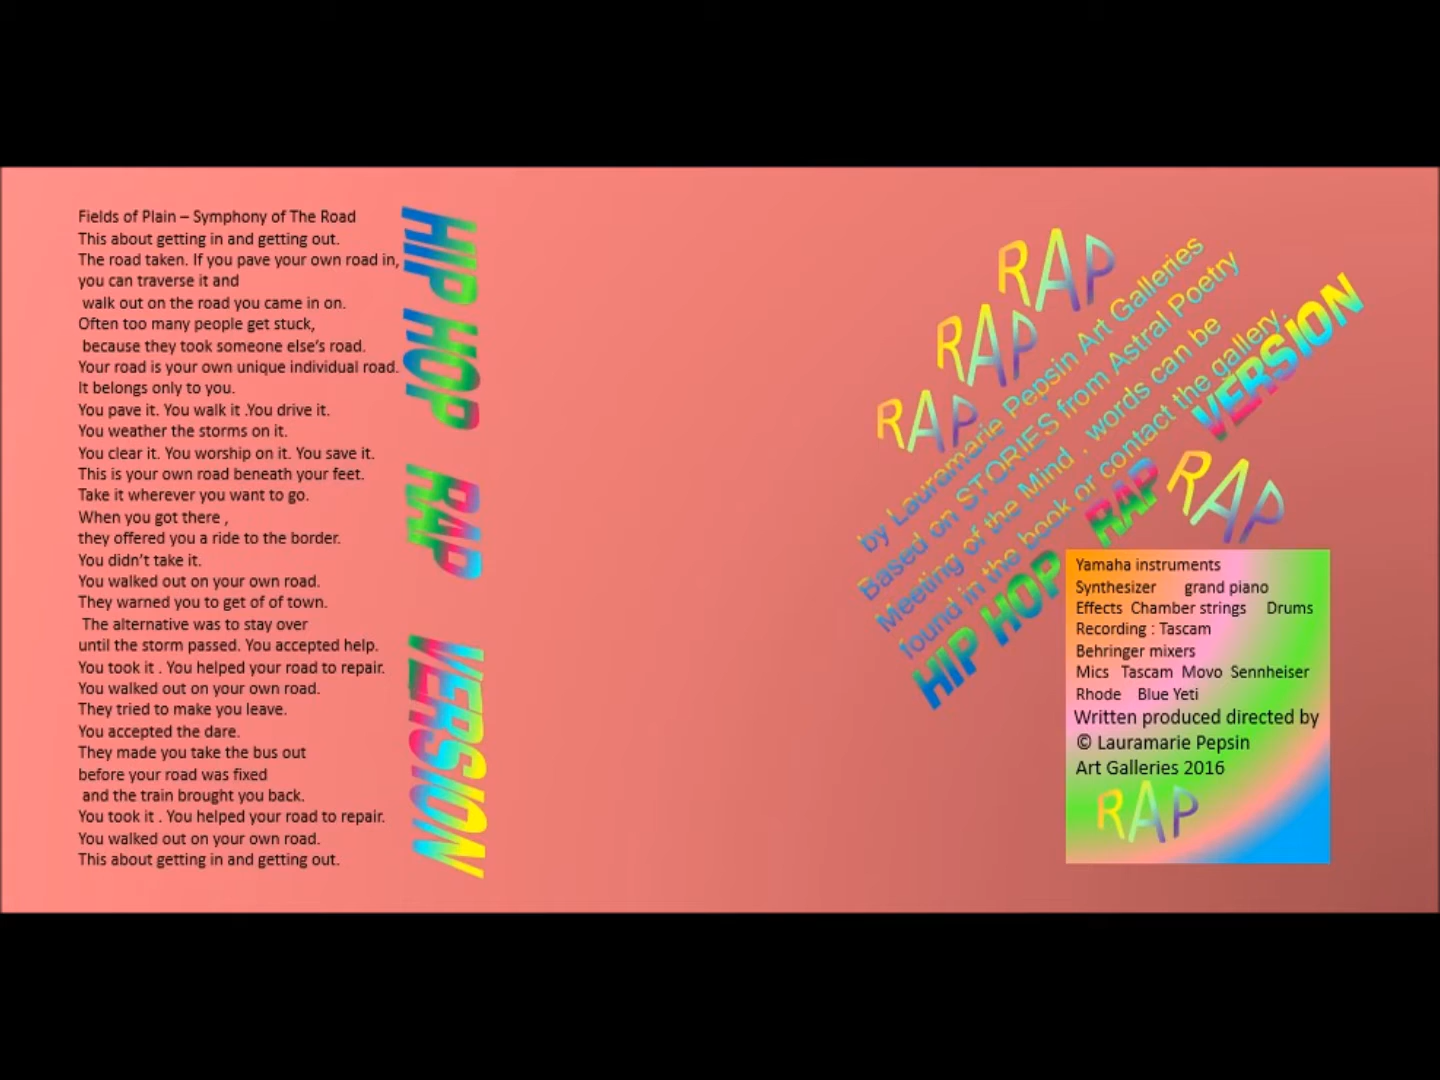 Fields of Plain – Symphony of The Road
This about getting in and getting out.
The road taken. If you pave your own road in,
you can traverse it and
walk out on the road you came in on.
Often too many people get stuck,
because they took someone else's road.
Your road is your own unique individual road.
It belongs only to you.
You pave it. You walk it .You drive it.
You weather the storms on it.
You clear it. You worship on it. You save it.
This is your own road beneath your feet.
Take it wherever you want to go.
When you got there ,
they offered you a ride to the border.
You didn't take it.
You walked out on your own road.
They warned you to get of of town.
The alternative was to stay over
until the storm passed. You accepted help.
You took it . You helped your road to repair.
You walked out on your own road.
They tried to make you leave.
You accepted the dare.
They made you take the bus out
before your road was fixed
and the train brought you back.
You took it . You helped your road to repair.
You walked out on your own road.
This about getting in and getting out.
HIP HOP RAP VERSION
RAP
RAP
RAP
by Lauramarie Pepsin Art Galleries
Based on STORIES from Astral Poetry
Meeting of the Mind , words can be
found in the book or contact the gallery.
HIP HOP RAP VERSION
RAP
Yamaha instruments
Synthesizer grand piano
Effects Chamber strings Drums
Recording : Tascam
Behringer mixers
Mics Tascam Movo Sennheiser
Rhode Blue Yeti
Written produced directed by
© Lauramarie Pepsin
Art Galleries 2016
RAP